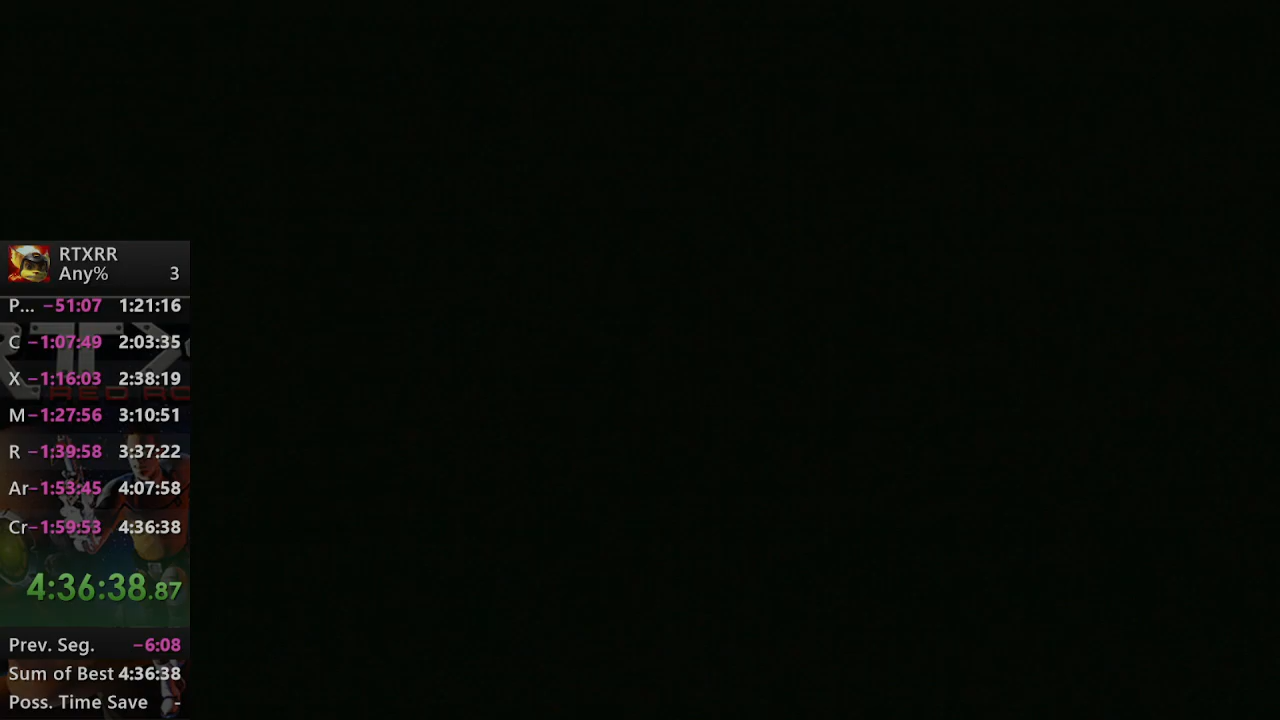 RTXRR
Any% 3
P... −51:07 1:21:16
C −1:07:49 2:03:35
X −1:16:03 2:38:19
M −1:27:56 3:10:51
R −1:39:58 3:37:22
Ar −1:53:45 4:07:58
Cr −1:59:53 4:36:38
4:36:38.87
Prev. Seg. −6:08
Sum of Best 4:36:38
Poss. Time Save -